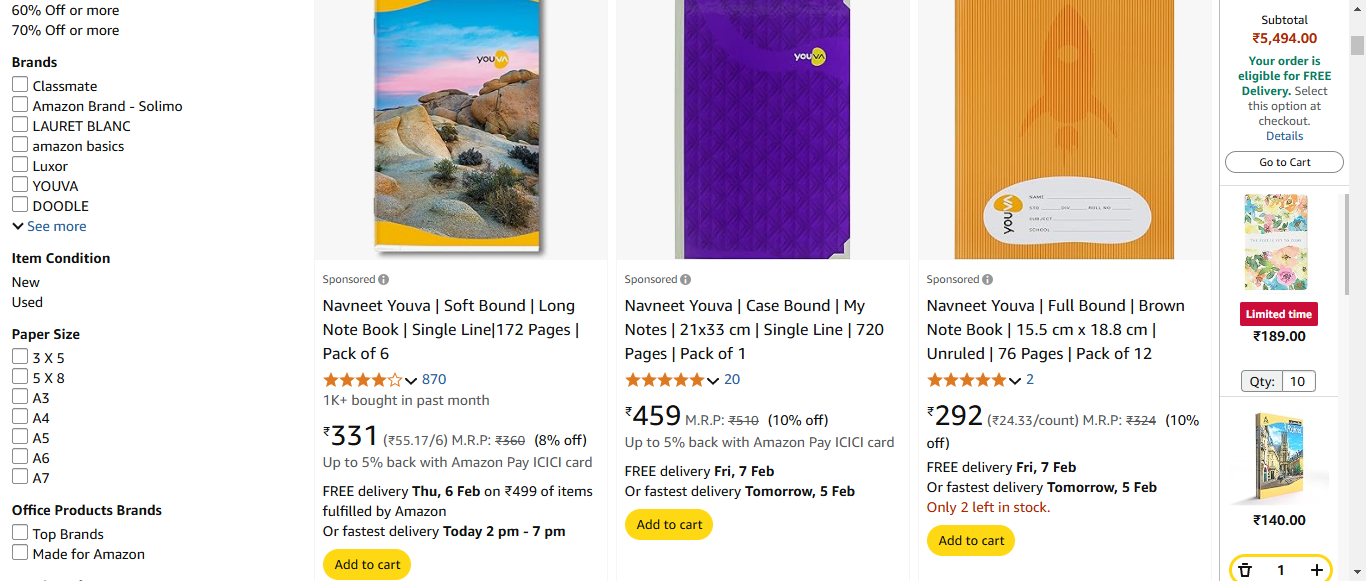 60% Off or more
70% Off or more
Brands
Classmate
Amazon Brand - Solimo
LAURET BLANC
amazon basics
Luxor
YOUVA
DOODLE
See more
Item Condition
New
Used
Paper Size
3 X 5
5 X 8
A3
A4
A5
A6
A7
Office Products Brands
Top Brands
Made for Amazon
youva
Sponsored
Navneet Youva | Soft Bound | Long
Note Book | Single Line|172 Pages |
Pack of 6
870
1K+ bought in past month
₹331 (₹55.17/6) M.R.P: ₹360 (8% off)
Up to 5% back with Amazon Pay ICICI card
FREE delivery Thu, 6 Feb on ₹499 of items
fulfilled by Amazon
Or fastest delivery Today 2 pm - 7 pm
Add to cart
youva
Sponsored
Navneet Youva | Case Bound | My
Notes | 21x33 cm | Single Line | 720
Pages | Pack of 1
20
₹459 M.R.P: ₹510 (10% off)
Up to 5% back with Amazon Pay ICICI card
FREE delivery Fri, 7 Feb
Or fastest delivery Tomorrow, 5 Feb
Add to cart
youva
NAME
STD DIV ROLL NO
SUBJECT
SCHOOL
Sponsored
Navneet Youva | Full Bound | Brown
Note Book | 15.5 cm x 18.8 cm |
Unruled | 76 Pages | Pack of 12
2
₹292 (₹24.33/count) M.R.P: ₹324 (10%
off)
FREE delivery Fri, 7 Feb
Or fastest delivery Tomorrow, 5 Feb
Only 2 left in stock.
Add to cart
Subtotal
₹5,494.00
Your order is
eligible for FREE
Delivery. Select
this option at
checkout.
Details
Go to Cart
THE BEST IS YET TO COME
Limited time
₹189.00
Qty: 10
₹140.00
1